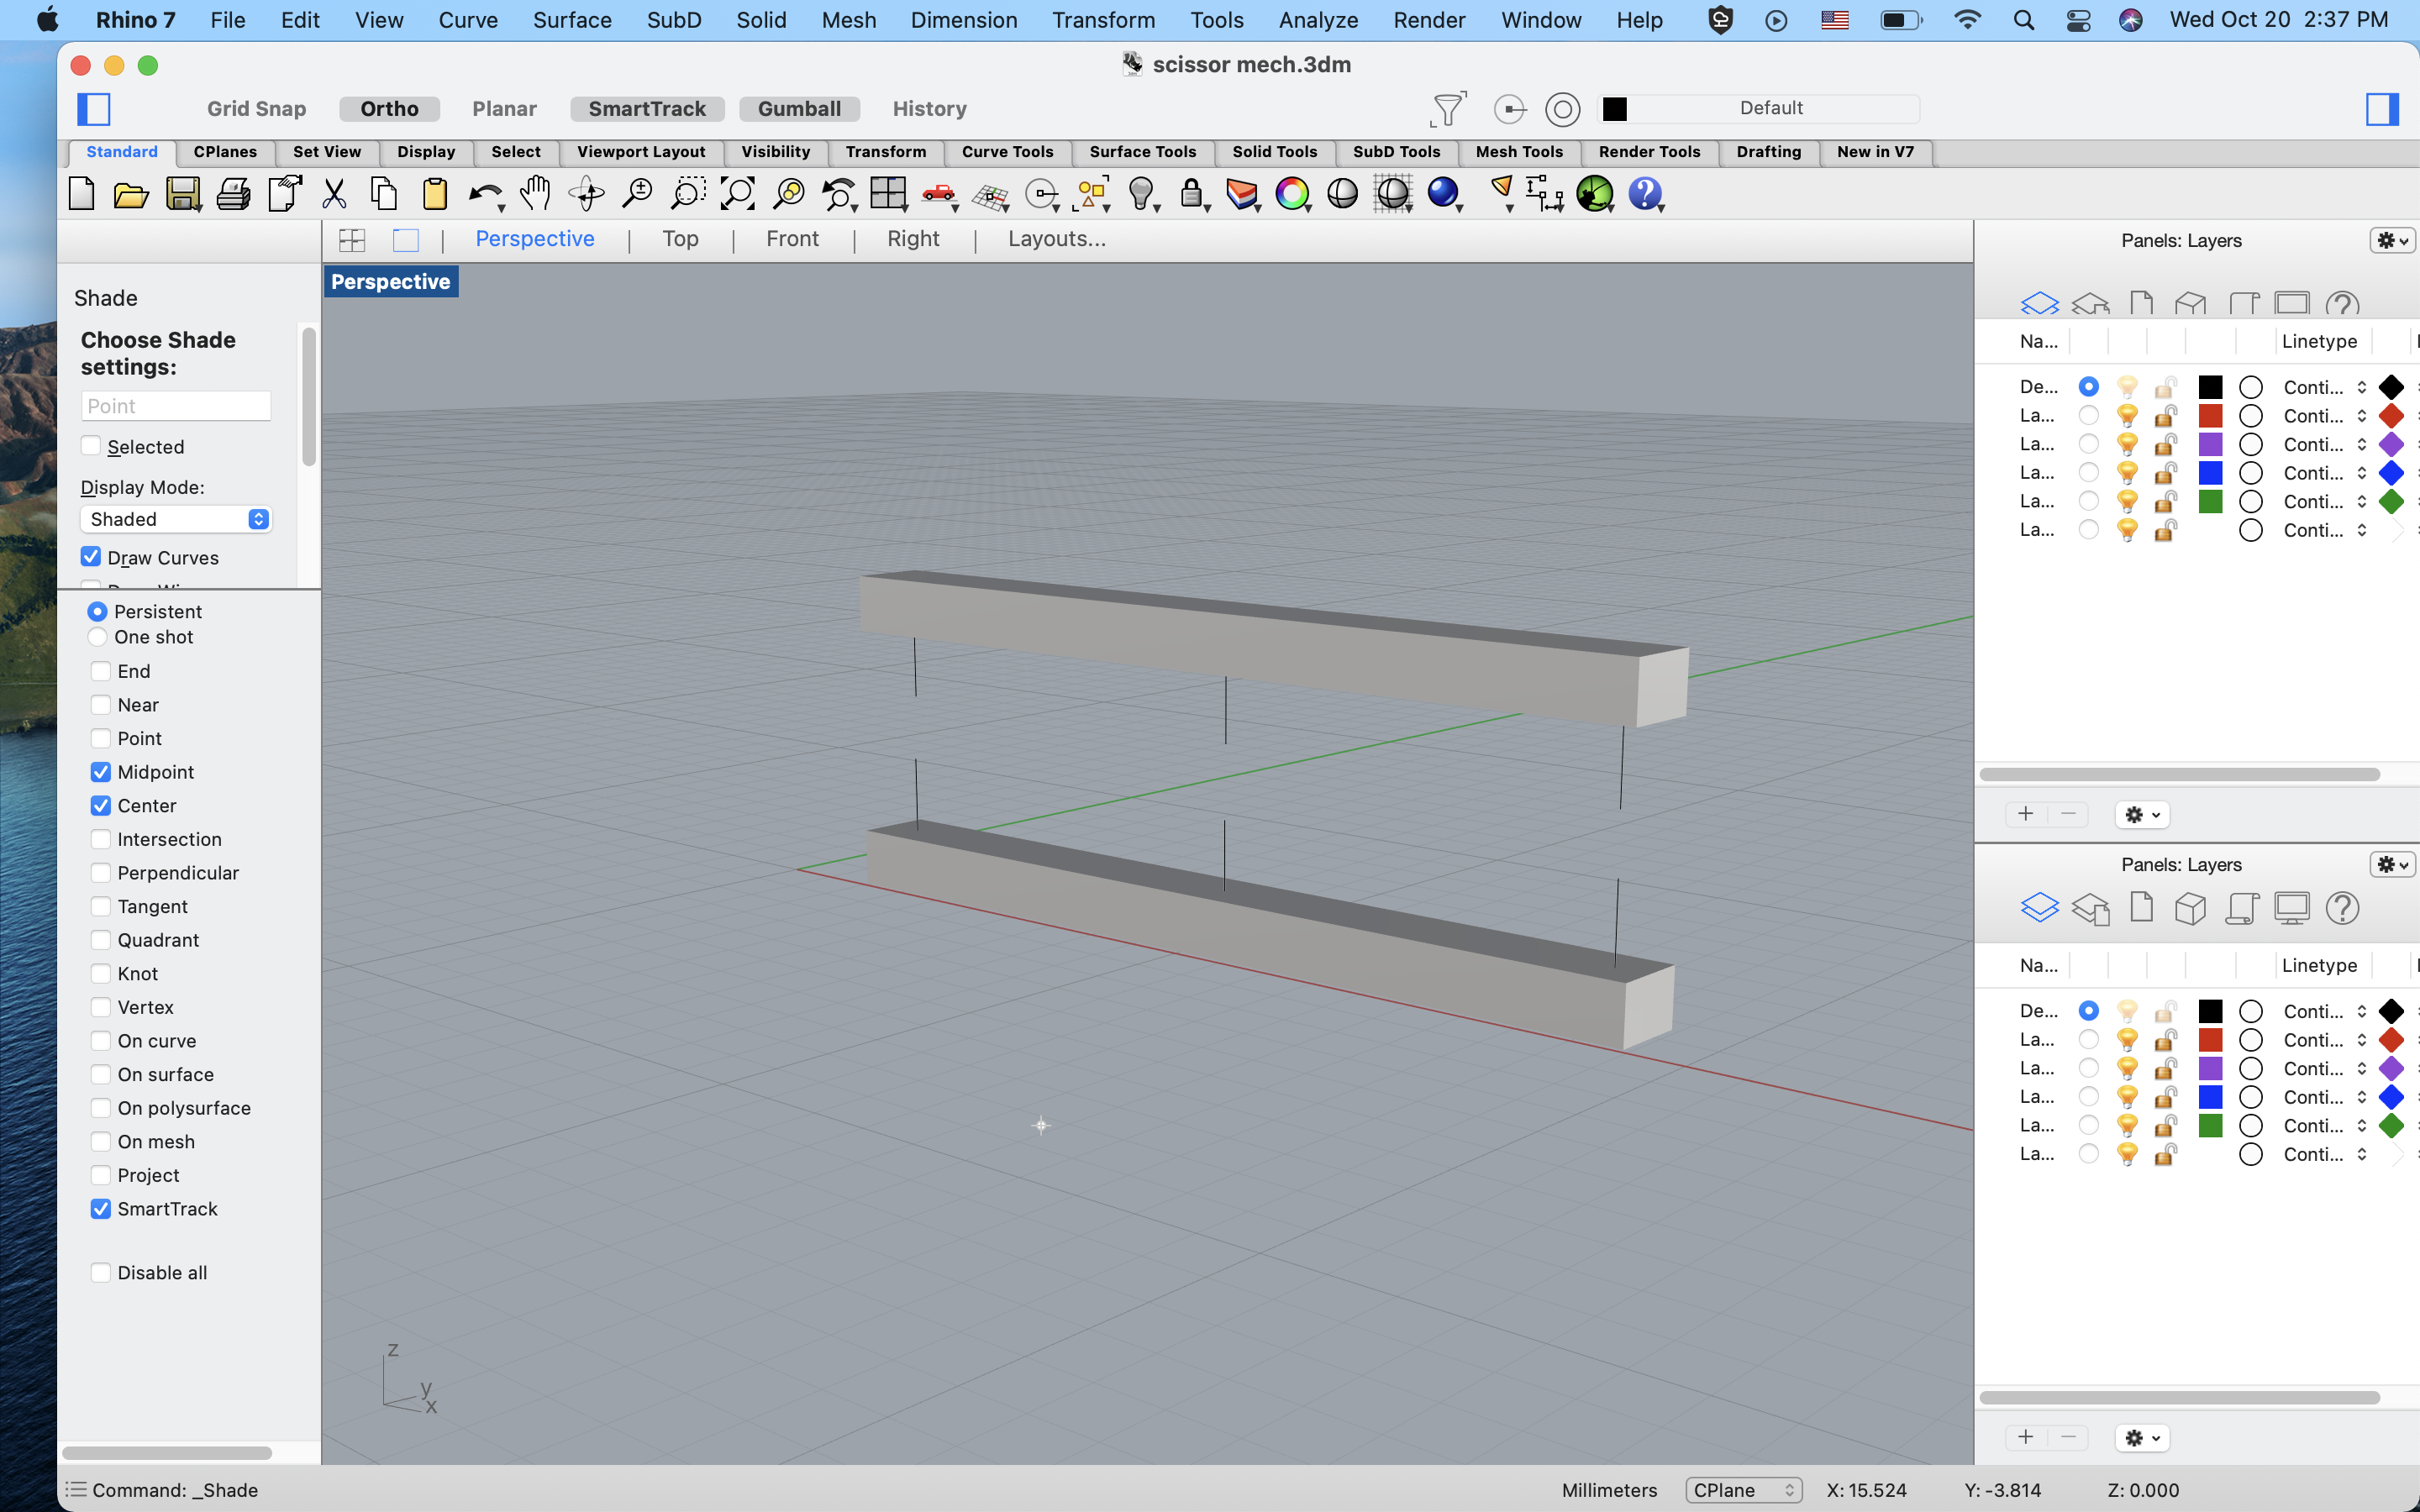 Rhino 7 File Edit View Curve Surface SubD Solid Mesh Dimension Transform Tools Analyze Render Window Help Wed Oct 20 2:37 PM
scissor mech.3dm
Grid Snap Ortho Planar SmartTrack Gumball History Default
Standard CPlanes Set View Display Select Viewport Layout Visibility Transform Curve Tools Surface Tools Solid Tools SubD Tools Mesh Tools Render Tools Drafting New in V7
Perspective | Top | Front | Right | Layouts...
Perspective
Shade
Choose Shade
settings:
Point
Selected
Display Mode:
Shaded
Draw Curves
Persistent
One shot
End
Near
Point
Midpoint
Center
Intersection
Perpendicular
Tangent
Quadrant
Knot
Vertex
On curve
On surface
On polysurface
On mesh
Project
SmartTrack
Disable all
z
y
x
Panels: Layers
Na... Linetype
De... Conti...
La... Conti...
La... Conti...
La... Conti...
La... Conti...
La... Conti...
Panels: Layers
Na... Linetype
De... Conti...
La... Conti...
La... Conti...
La... Conti...
La... Conti...
La... Conti...
Command: _Shade Millimeters CPlane X: 15.524 Y: -3.814 Z: 0.000